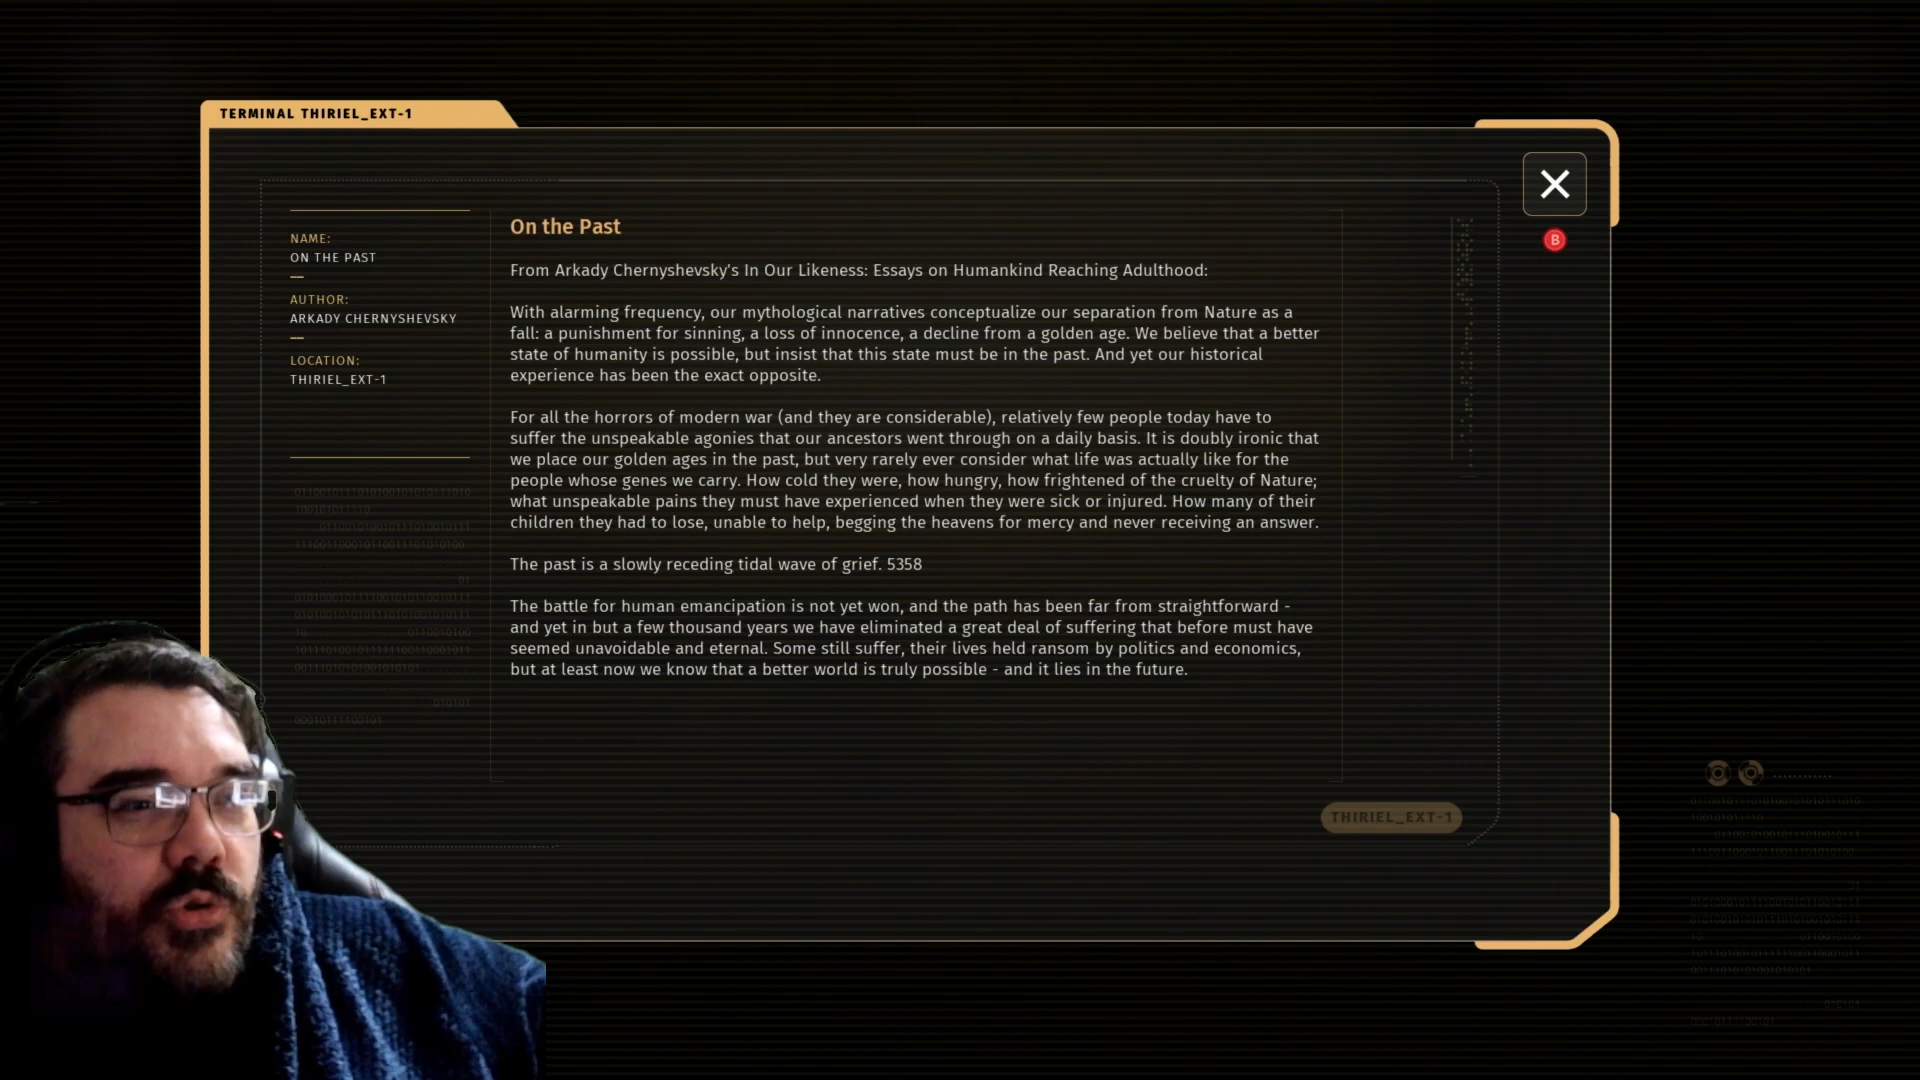 TERMINAL THIRIEL_EXT-1
NAME:
ON THE PAST
AUTHOR:
ARKADY CHERNYSHEVSKY
LOCATION:
THIRIEL_EXT-1
On the Past
From Arkady Chernyshevsky's In Our Likeness: Essays on Humankind Reaching Adulthood:
With alarming frequency, our mythological narratives conceptualize our separation from Nature as a
fall: a punishment for sinning, a loss of innocence, a decline from a golden age. We believe that a better
state of humanity is possible, but insist that this state must be in the past. And yet our historical
experience has been the exact opposite.
For all the horrors of modern war (and they are considerable), relatively few people today have to
suffer the unspeakable agonies that our ancestors went through on a daily basis. It is doubly ironic that
we place our golden ages in the past, but very rarely ever consider what life was actually like for the
people whose genes we carry. How cold they were, how hungry, how frightened of the cruelty of Nature;
what unspeakable pains they must have experienced when they were sick or injured. How many of their
children they had to lose, unable to help, begging the heavens for mercy and never receiving an answer.
The past is a slowly receding tidal wave of grief. 5358
The battle for human emancipation is not yet won, and the path has been far from straightforward -
and yet in but a few thousand years we have eliminated a great deal of suffering that before must have
seemed unavoidable and eternal. Some still suffer, their lives held ransom by politics and economics,
but at least now we know that a better world is truly possible - and it lies in the future.
B
THIRIEL_EXT-1